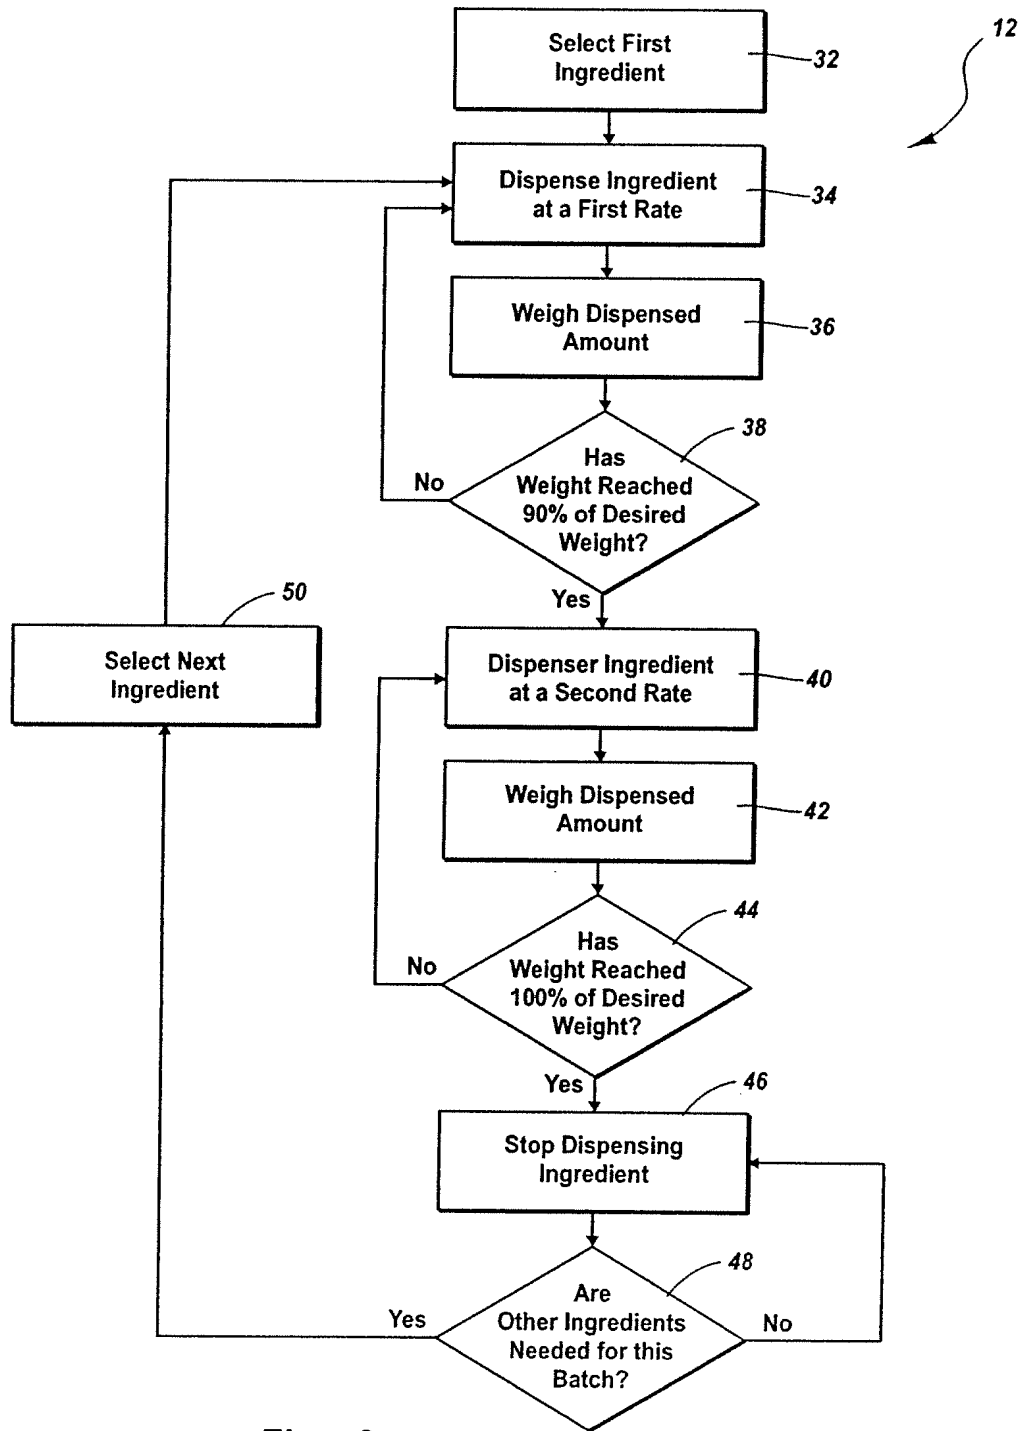 12
Select First
Ingredient
32
Dispense Ingredient
at a First Rate
34
Weigh Dispensed
Amount
36
38
Has
Weight Reached
90% of Desired
Weight?
No
Yes
50
Select Next
Ingredient
Dispenser Ingredient
at a Second Rate
40
Weigh Dispensed
Amount
42
44
Has
Weight Reached
100% of Desired
Weight?
No
Yes
46
Stop Dispensing
Ingredient
48
Are
Other Ingredients
Needed for this
Batch?
Yes
No